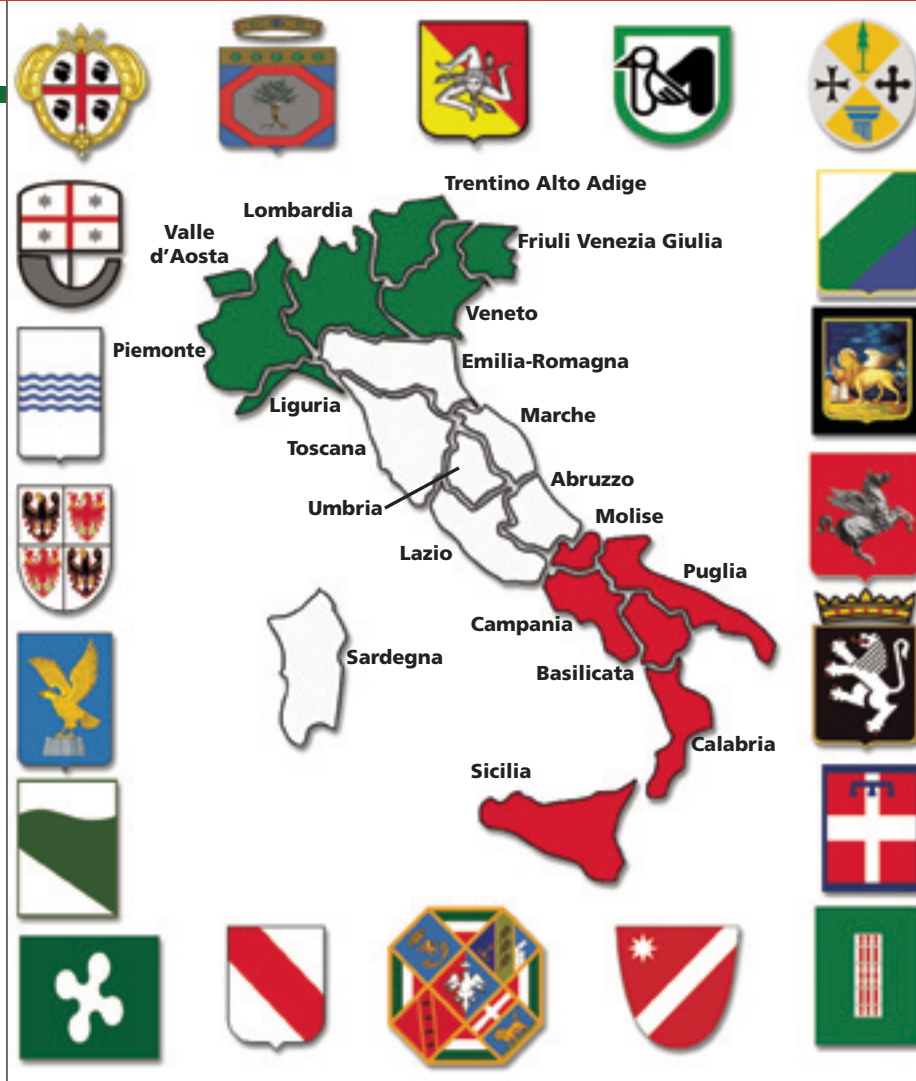 Trentino Alto Adige
Lombardia
Valle
d'Aosta
Friuli Venezia Giulia
Veneto
Piemonte
Emilia-Romagna
Liguria
Marche
Toscana
Abruzzo
Umbria
Molise
Lazio
Puglia
Campania
Sardegna
Basilicata
Calabria
Sicilia